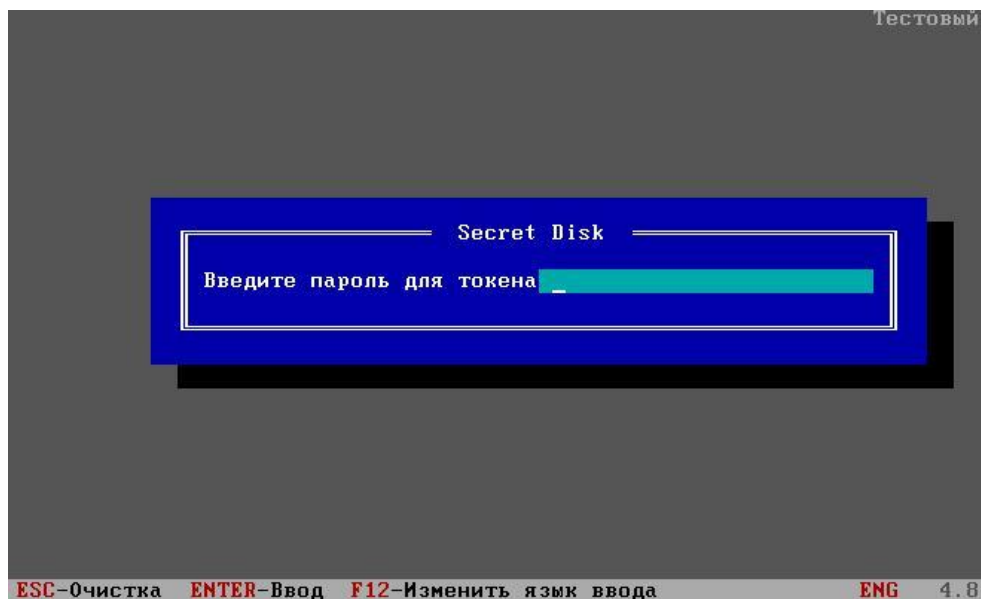 Тестовый
Secret Disk
Введите пароль для токена
ESC-Очистка ENTER-Ввод F12-Изменить язык ввода ENG 4.8